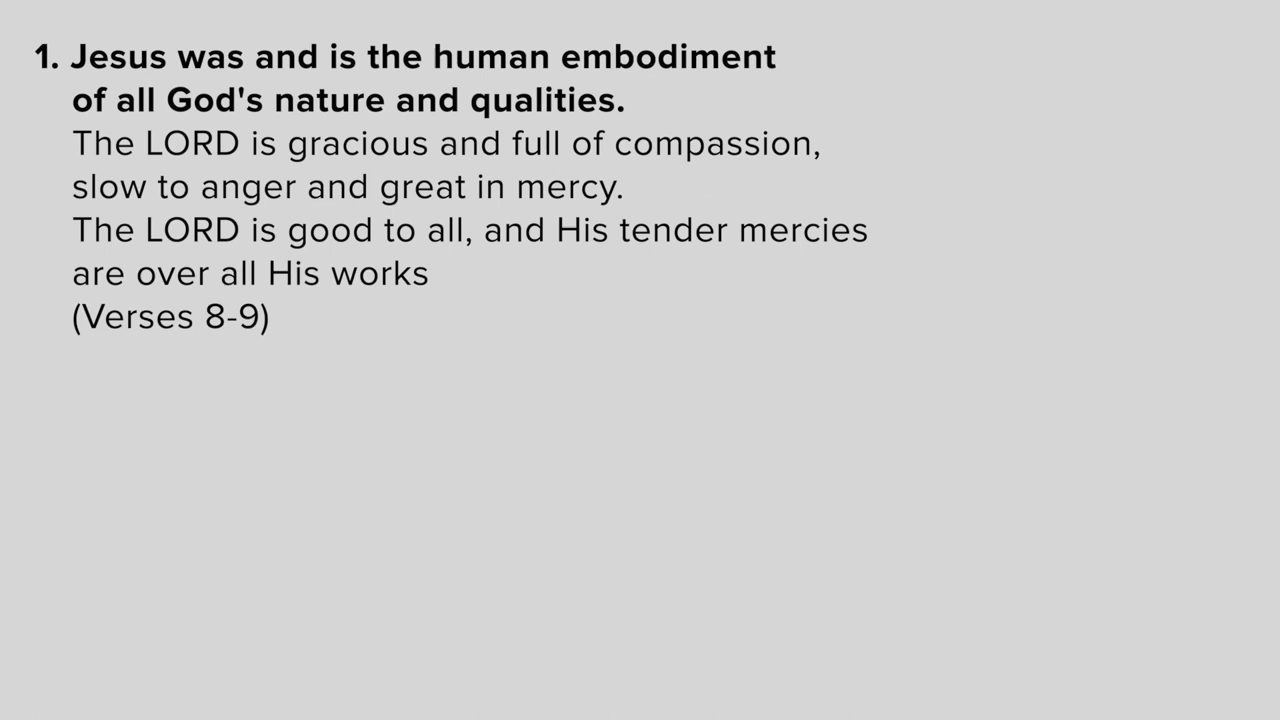 1. Jesus was and is the human embodiment
of all God's nature and qualities.
The LORD is gracious and full of compassion,
slow to anger and great in mercy.
The LORD is good to all, and His tender mercies
are over all His works
(Verses 8-9)